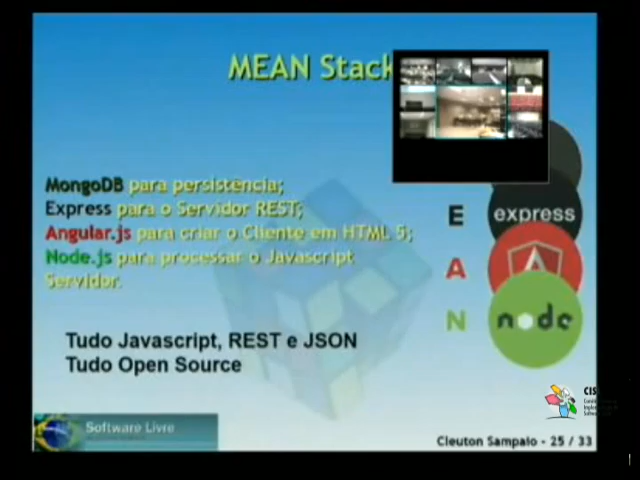 MEAN Stack
MongoDB para persistência;
Express para o Servidor REST;
Angular.js para criar o Cliente em HTML 5;
Node.js para processar o Javascript
Servidor.
E express
A
N node
Tudo Javascript, REST e JSON
Tudo Open Source
CIS
Software Livre
Cleuton Sampaio - 25 / 33